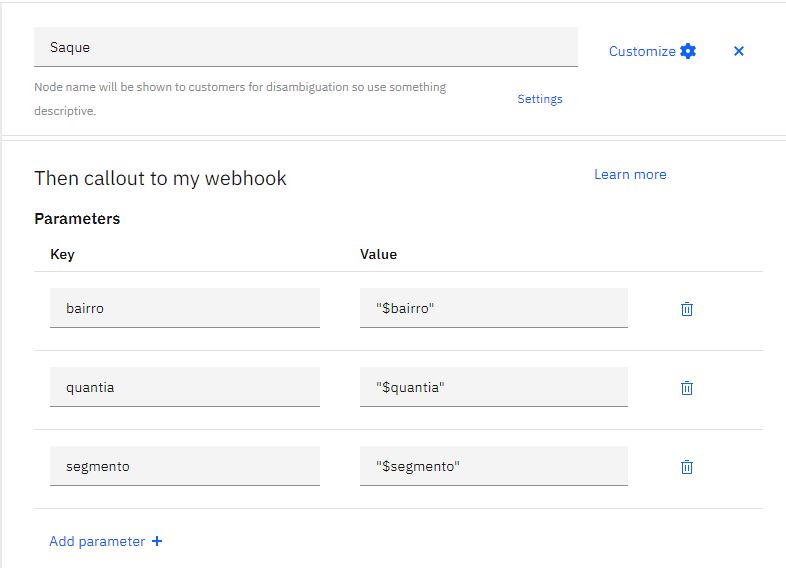 Saque
Customize
Node name will be shown to customers for disambiguation so use something
descriptive.
Settings
Then callout to my webhook
Learn more
Parameters
Key Value
bairro "$bairro"
quantia "$quantia"
segmento "$segmento"
Add parameter +